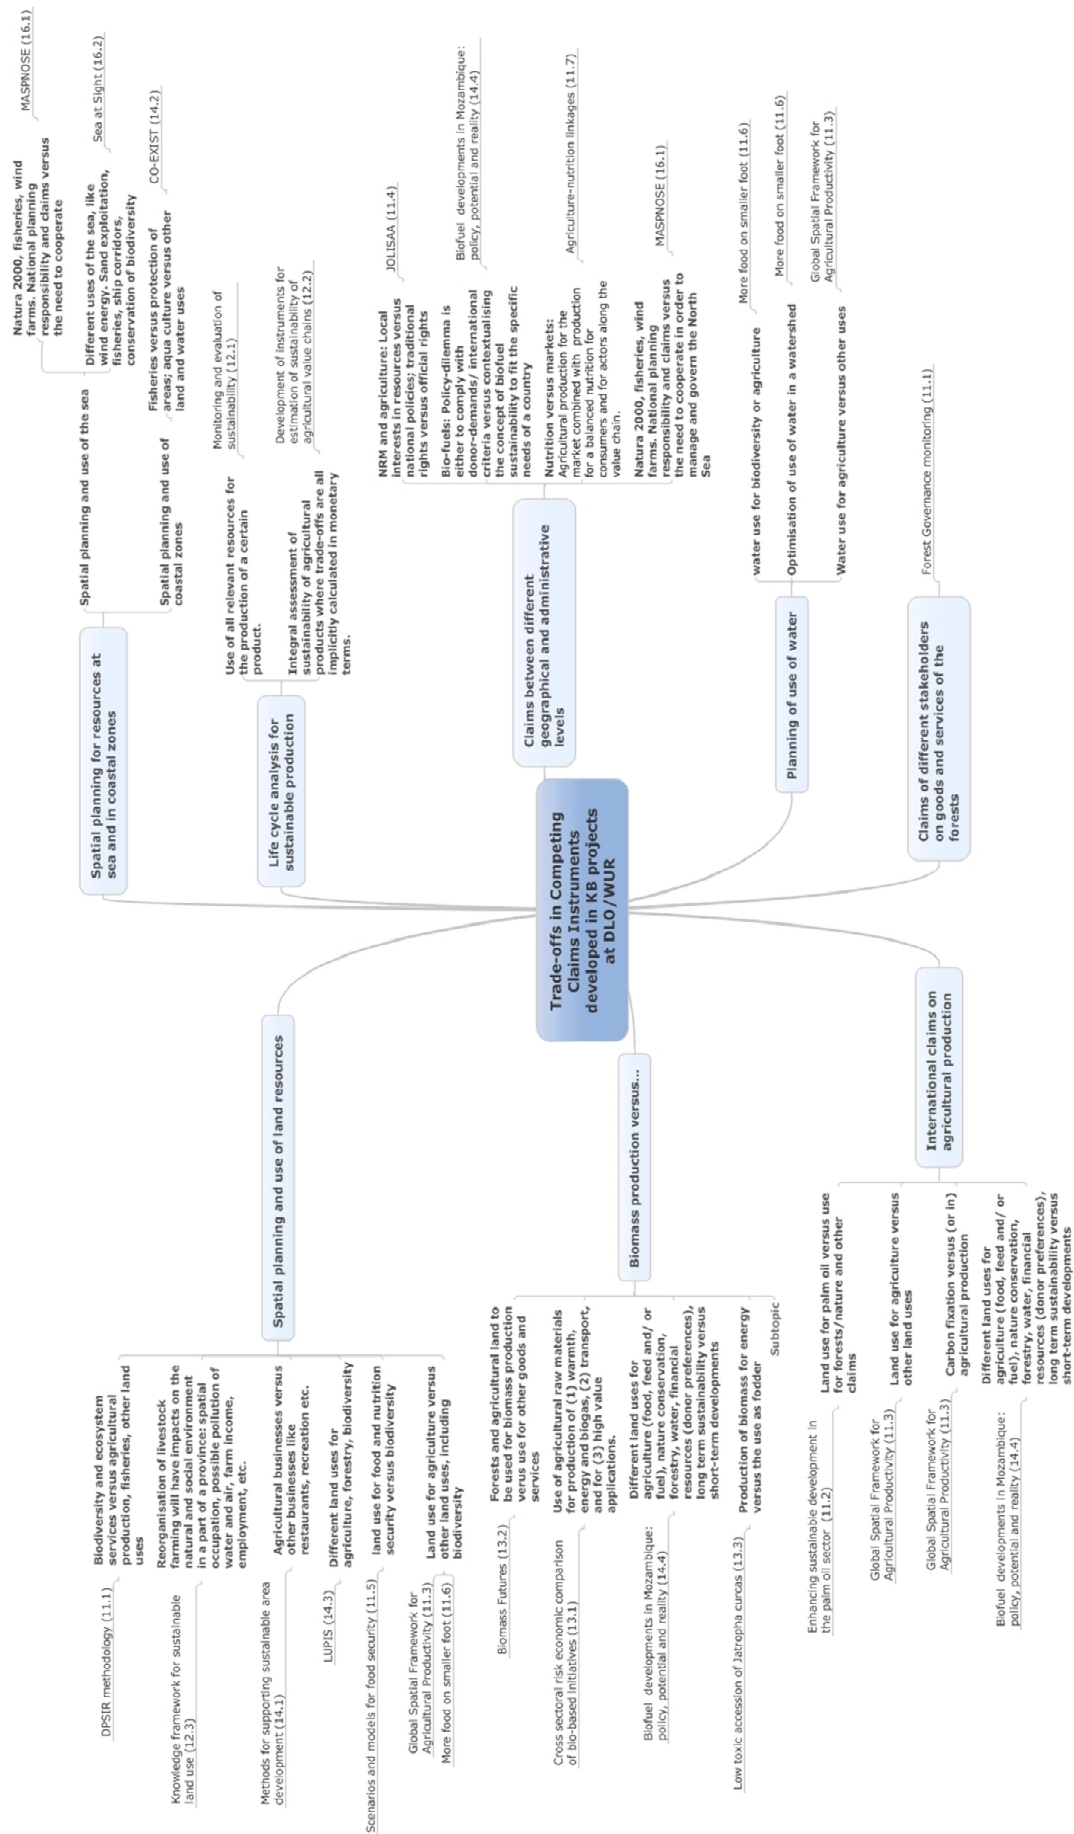 Trade-offs in Competing
Claims Instruments
developed in KB projects
at DLO/WUR
Spatial planning and use of land resources
Biodiversity and ecosystem
services versus agricultural
production, fisheries, other land
uses
DPSIR methodology (11.1)
Reorganisation of livestock
farming will have impacts on the
natural and social environment
in a part of a province: spatial
occupation, possible pollution of
water and air, farm income,
employment, etc.
Knowledge framework for sustainable
land use (12.3)
Agricultural businesses versus
other businesses like
restaurants, recreation etc.
Methods for supporting sustainable area
development (14.1)
Different land uses for
agriculture, forestry, biodiversity
LUPIS (14.3)
land use for food and nutrition
security versus biodiversity
Scenarios and models for food security (11.5)
Land use for agriculture versus
other land uses, including
biodiversity
Global Spatial Framework for
Agricultural Productivity (11.3)
More food on smaller foot (11.6)
Biomass production versus...
Forests and agricultural land to
be used for biomass production
verus use for other goods and
services
Biomass Futures (13.2)
Use of agricultural raw materials
for production of (1) warmth,
energy and biogas, (2) transport,
and for (3) high value
applications.
Cross sectoral risk economic comparison
of bio-based initiatives (13.1)
Different land uses for
agriculture (food, feed and/ or
fuel), nature conservation,
forestry, water, financial
resources (donor preferences),
long term sustainability versus
short-term developments
Biofuel developments in Mozambique:
policy, potential and reality (14.4)
Production of biomass for energy
versus the use as fodder
Low toxic accession of Jatropha curcas (13.3)
Subtopic
International claims on
agricultural production
Land use for palm oil versus use
for forests/nature and other
claims
Enhancing sustainable development in
the palm oil sector (11.2)
Land use for agriculture versus
other land uses
Global Spatial Framework for
Agricultural Productivity (11.3)
Carbon fixation versus (or in)
agricultural production
Global Spatial Framework for
Agricultural Productivity (11.3)
Different land uses for
agriculture (food, feed and/ or
fuel), nature conservation,
forestry, water, financial
resources (donor preferences),
long term sustainability versus
short-term developments
Biofuel developments in Mozambique:
policy, potential and reality (14.4)
Spatial planning for resources at
sea and in coastal zones
Spatial planning and use of the sea
Natura 2000, fisheries, wind
farms. National planning
responsibility and claims versus
the need to cooperate
MASPNOSE (16.1)
Different uses of the sea, like
wind energy. Sand exploitation,
fisheries, ship corridors,
conservation of biodiversity
Sea at Sight (16.2)
Spatial planning and use of
coastal zones
Fisheries versus protection of
areas; aqua culture versus other
land and water uses
CO-EXIST (14.2)
Life cycle analysis for
sustainable production
Use of all relevant resources for
the production of a certain
product.
Monitoring and evaluation of
sustainability (12.1)
Integral assessment of
sustainability of agricultural
products where trade-offs are all
implicitly calculated in monetary
terms.
Development of instruments for
estimation of sustainability of
agricultural value chains (12.2)
Claims between different
geographical and administrative
levels
NRM and agriculture: Local
interests in resources versus
national policies; traditional
rights versus official rights
JOLISAA (11.4)
Bio-fuels: Policy-dilemma is
either to comply with
donor-demands/ international
criteria versus contextualising
the concept of biofuel
sustainability to fit the specific
needs of a country
Biofuel developments in Mozambique:
policy, potential and reality (14.4)
Nutrition versus markets:
Agricultural production for the
market combined with production
for a balanced nutrition for
consumers and for actors along the
value chain.
Agriculture-nutrition linkages (11.7)
Natura 2000, fisheries, wind
farms. National planning
responsibility and claims versus
the need to cooperate in order to
manage and govern the North
Sea
MASPNOSE (16.1)
Planning of use of water
water use for biodiversity or agriculture
More food on smaller foot (11.6)
Optimisation of use of water in a watershed
More food on smaller foot (11.6)
Water use for agriculture versus other uses
Global Spatial Framework for
Agricultural Productivity (11.3)
Claims of different stakeholders
on goods and services of the
forests
Forest Governance monitoring (11.1)